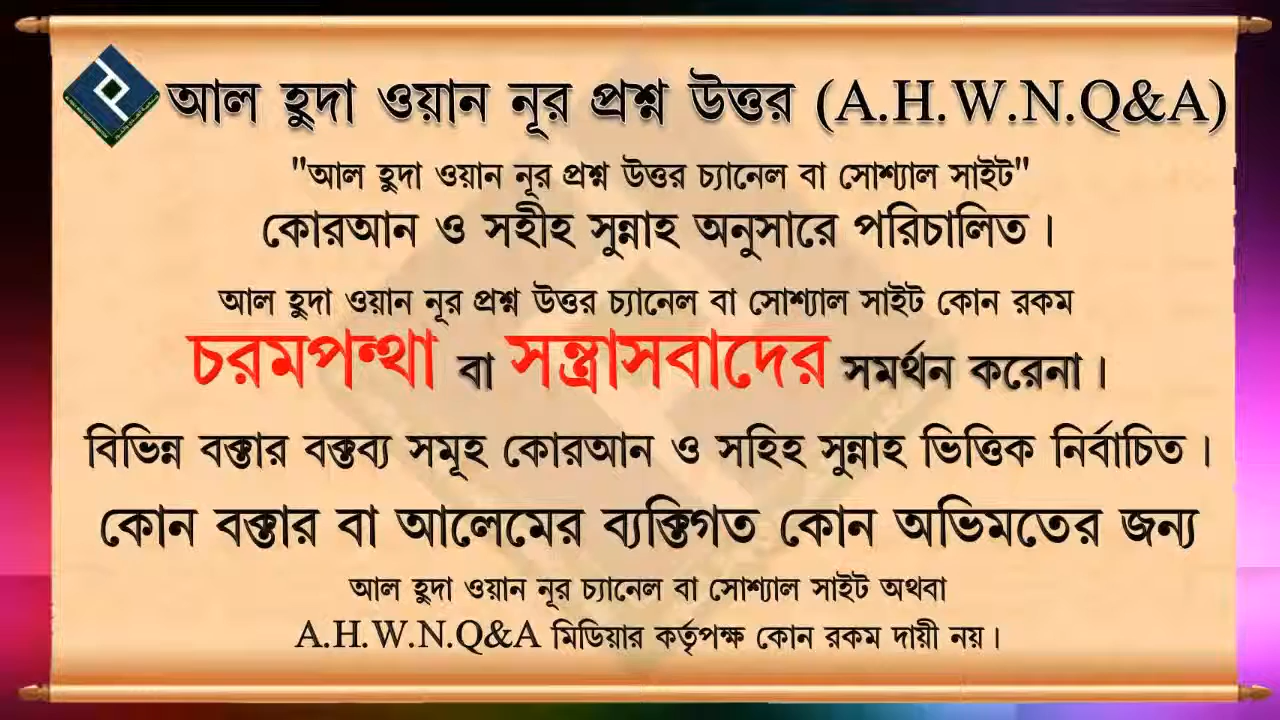 আল হুদা ওয়ান নূর প্রশ্ন উত্তর (A.H.W.N.Q&A)
"আল হুদা ওয়ান নূর প্রশ্ন উত্তর চ্যানেল বা সোশ্যাল সাইট"
কোরআন ও সহীহ সুন্নাহ অনুসারে পরিচালিত।
আল হুদা ওয়ান নূর প্রশ্ন উত্তর চ্যানেল বা সোশ্যাল সাইট কোন রকম
চরমপন্থা বা সন্ত্রাসবাদের সমর্থন করেনা।
বিভিন্ন বক্তার বক্তব্য সমূহ কোরআন ও সহিহ সুন্নাহ ভিত্তিক নির্বাচিত।
কোন বক্তার বা আলেমের ব্যক্তিগত কোন অভিমতের জন্য
আল হুদা ওয়ান নূর চ্যানেল বা সোশ্যাল সাইট অথবা
A.H.W.N.Q&A মিডিয়ার কর্তৃপক্ষ কোন রকম দায়ী নয়।